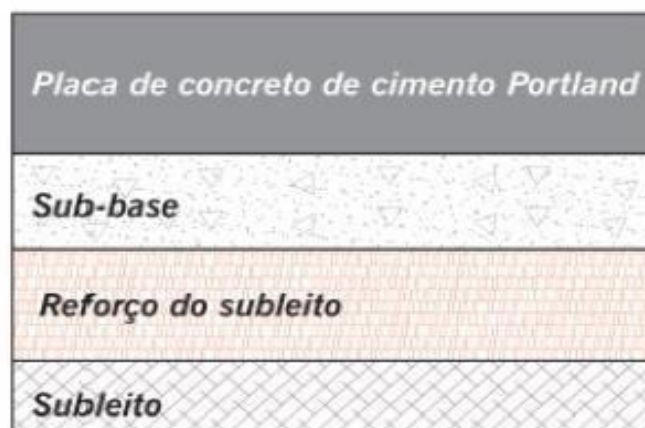 Placa de concreto de cimento Portland
Sub-base
Reforço do subleito
Subleito